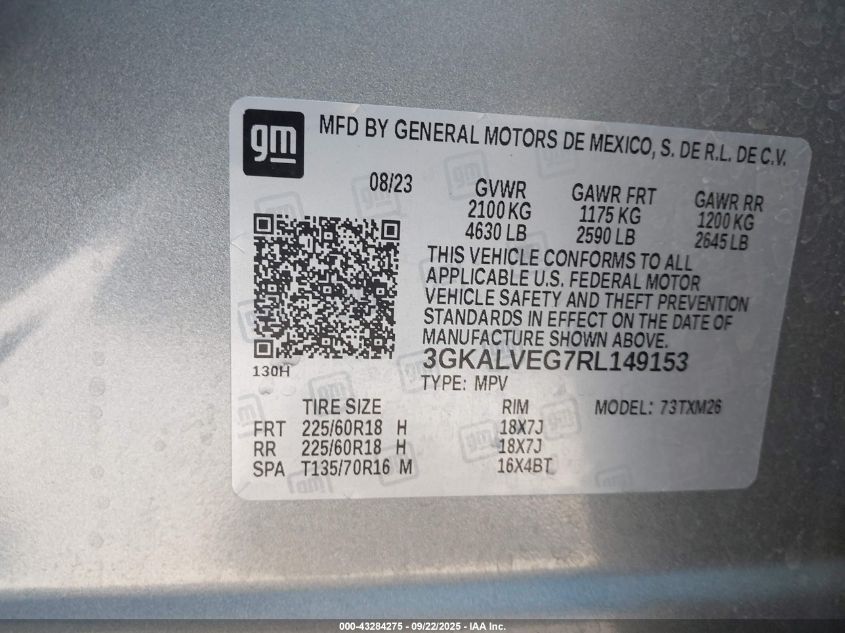 gm
MFD BY GENERAL MOTORS DE MEXICO, S. DE R.L. DE C.V.
08/23
GVWR GAWR FRT GAWR RR
2100 KG 1175 KG 1200 KG
4630 LB 2590 LB 2645 LB
THIS VEHICLE CONFORMS TO ALL
APPLICABLE U.S. FEDERAL MOTOR
VEHICLE SAFETY AND THEFT PREVENTION
STANDARDS IN EFFECT ON THE DATE OF
MANUFACTURE SHOWN ABOVE.
3GKALVEG7RL149153
130H
TYPE: MPV
TIRE SIZE RIM MODEL: 73TXM26
FRT 225/60R18 H 18X7J
RR 225/60R18 H 18X7J
SPA T135/70R16 M 16X4BT
000-43284275 - 09/22/2025 - IAA Inc.